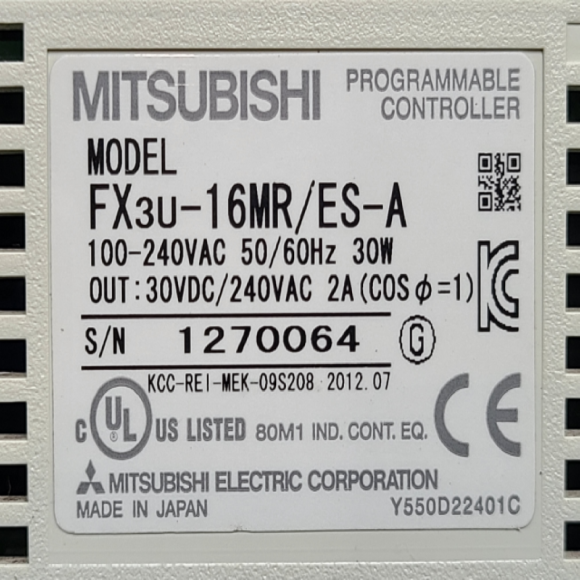 MITSUBISHI
PROGRAMMABLE
CONTROLLER
MODEL
FX3U-16MR/ES-A
100-240VAC 50/60Hz 30W
OUT:30VDC/240VAC 2A(COSφ=1)
S/N 1270064 G
KCC-REI-MEK-09S208 2012.07
C UL US LISTED 80M1 IND. CONT. EQ. CE
MITSUBISHI ELECTRIC CORPORATION
MADE IN JAPAN Y550D22401C